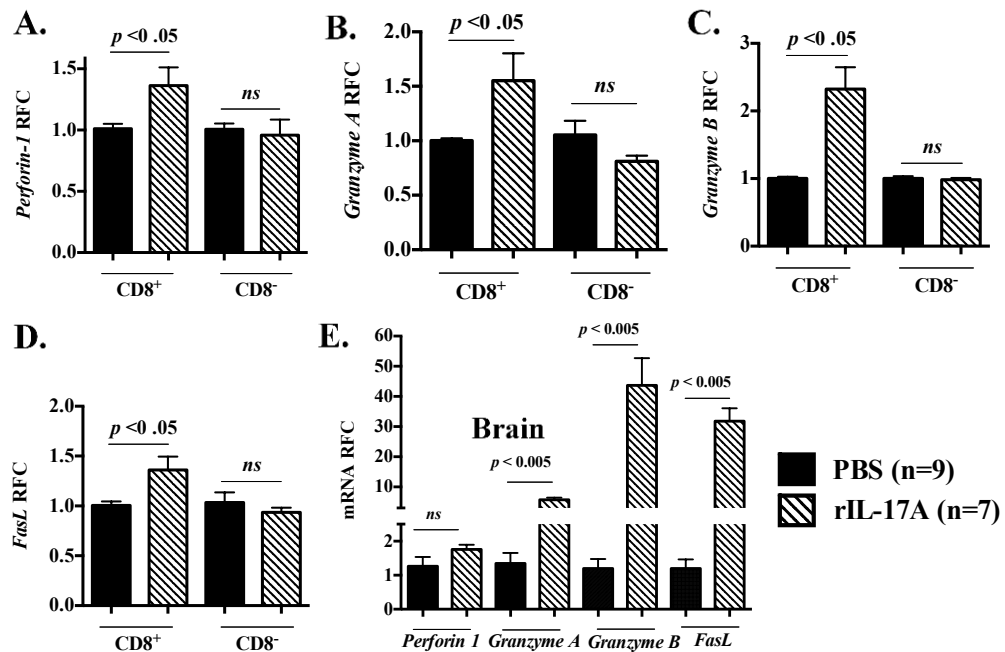 A.
p <0 .05
ns
Perforin-1 RFC
1.5
1.0
0.5
0.0
CD8+
CD8-
B.
p <0 .05
ns
Granzyme A RFC
2.0
1.5
1.0
0.5
0.0
CD8+
CD8-
C.
p <0 .05
ns
Granzyme B RFC
3
2
1
0
CD8+
CD8-
D.
p <0 .05
ns
FasL RFC
2.0
1.5
1.0
0.5
0.0
CD8+
CD8-
E.
Brain
p < 0.005
p < 0.005
p < 0.005
ns
mRNA RFC
60
50
40
30
20
10
2
1
0
Perforin 1
Granzyme A
Granzyme B
FasL
PBS (n=9)
rIL-17A (n=7)